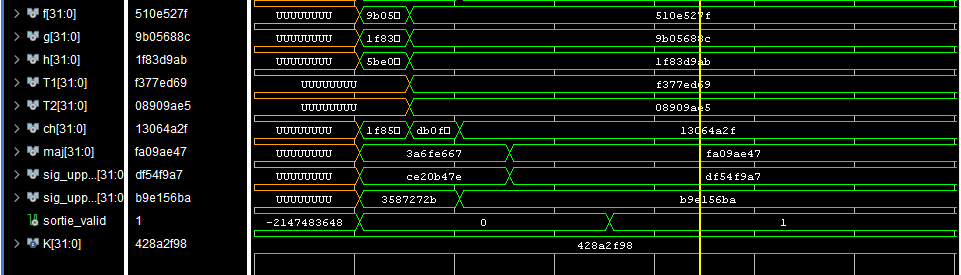 f[31:0] 510e527f UUUUUUUU 9b05□ 510e527f
g[31:0] 9b05688c UUUUUUUU 1f83□ 9b05688c
h[31:0] 1f83d9ab UUUUUUUU 5be0□ 1f83d9ab
T1[31:0] f377ed69 UUUUUUUU f377ed69
T2[31:0] 08909ae5 UUUUUUUU 08909ae5
ch[31:0] 13064a2f UUUUUUUU 1f85□ db0f□ 13064a2f
maj[31:0] fa09ae47 UUUUUUUU 3a6fe667 fa09ae47
sig_upp...[31:0 df54f9a7 UUUUUUUU ce20b47e df54f9a7
sig_upp...[31:0 b9e156ba UUUUUUUU 3587272b b9e156ba
sortie_valid 1 -2147483648 0 1
K[31:0] 428a2f98 428a2f98